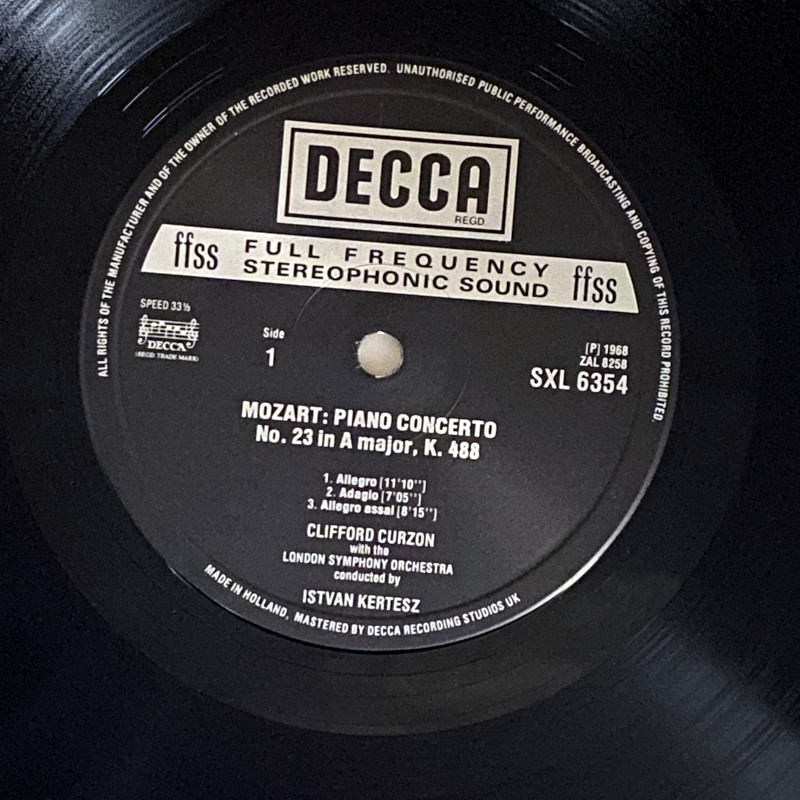 ALL RIGHTS OF THE MANUFACTURER AND OF THE OWNER OF THE RECORDED WORK RESERVED. UNAUTHORISED PUBLIC PERFORMANCE BROADCASTING AND COPYING OF THIS RECORD PROHIBITED.
DECCA
REGD
ffss FULL FREQUENCY STEREOPHONIC SOUND ffss
SPEED 33⅓
DECCA
(REGD. TRADE MARK)
Side
1
(P) 1968
ZAL 8258
SXL 6354
MOZART: PIANO CONCERTO
No. 23 in A major, K. 488
1. Allegro [11'10'']
2. Adagio [7'05'']
3. Allegro assai [8'15'']
CLIFFORD CURZON
with the
LONDON SYMPHONY ORCHESTRA
conducted by
ISTVAN KERTESZ
MADE IN HOLLAND, MASTERED BY DECCA RECORDING STUDIOS UK